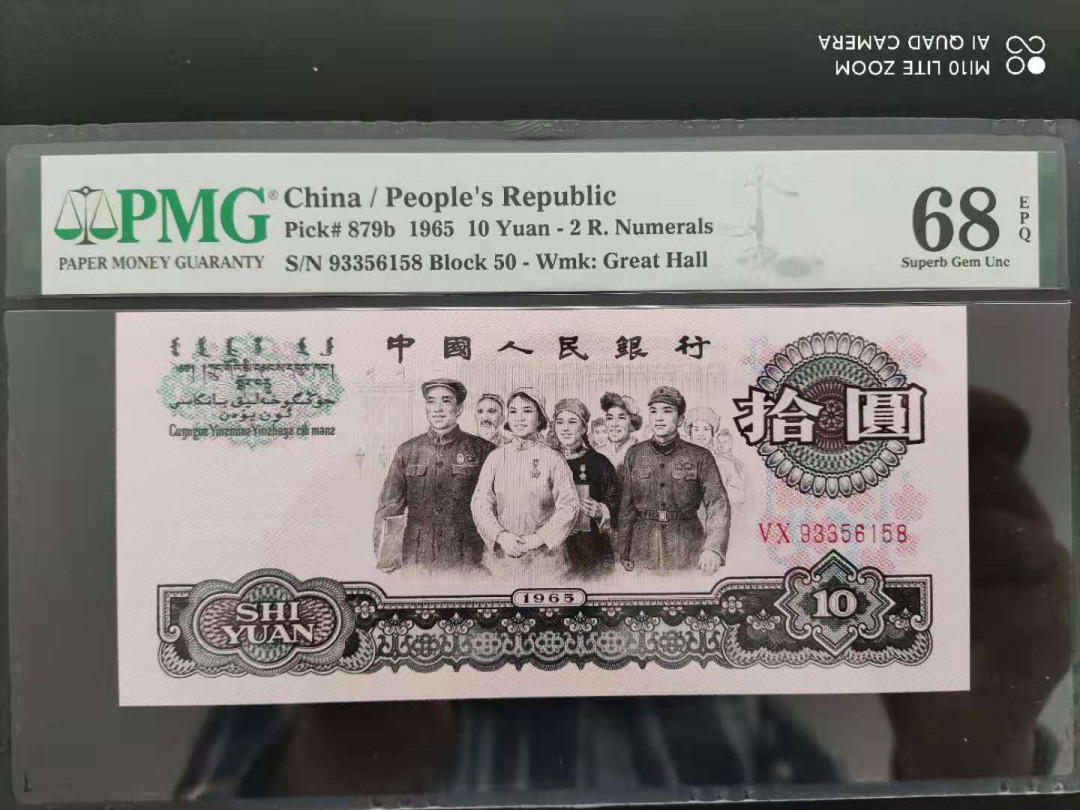 MI10 LITE ZOOM
AI QUAD CAMERA
PMG®
PAPER MONEY GUARANTY
China / People's Republic
Pick# 879b 1965 10 Yuan - 2 R. Numerals
S/N 93356158 Block 50 - Wmk: Great Hall
68
EPQ
Superb Gem Unc
中國人民銀行
拾圓
VX 93356158
1965
SHI
YUAN
10